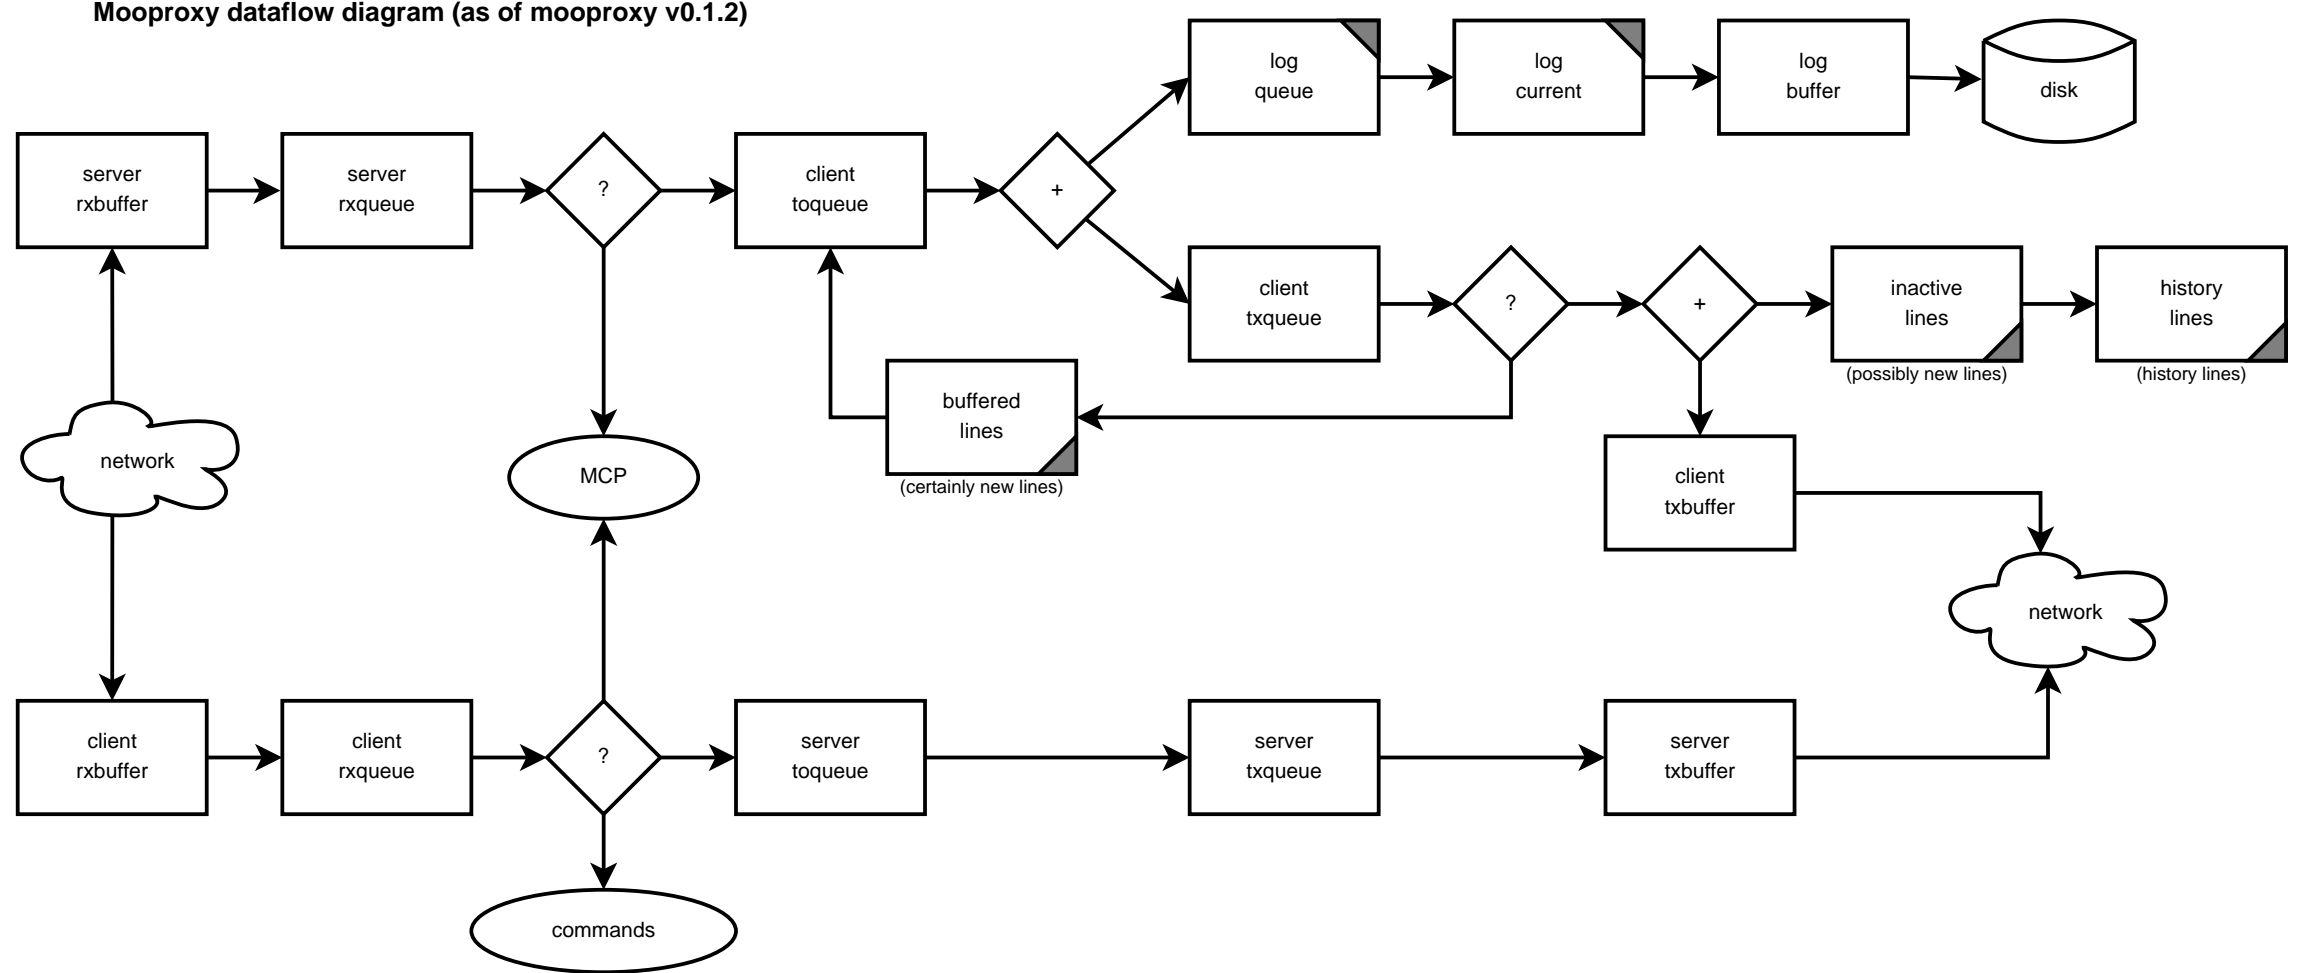 Mooproxy dataflow diagram (as of mooproxy v0.1.2)
log
queue
log
current
log
buffer
disk
server
rxbuffer
server
rxqueue
?
client
toqueue
+
client
txqueue
?
+
inactive
lines
(possibly new lines)
history
lines
(history lines)
buffered
lines
(certainly new lines)
network
MCP
client
txbuffer
network
client
rxbuffer
client
rxqueue
?
server
toqueue
server
txqueue
server
txbuffer
commands